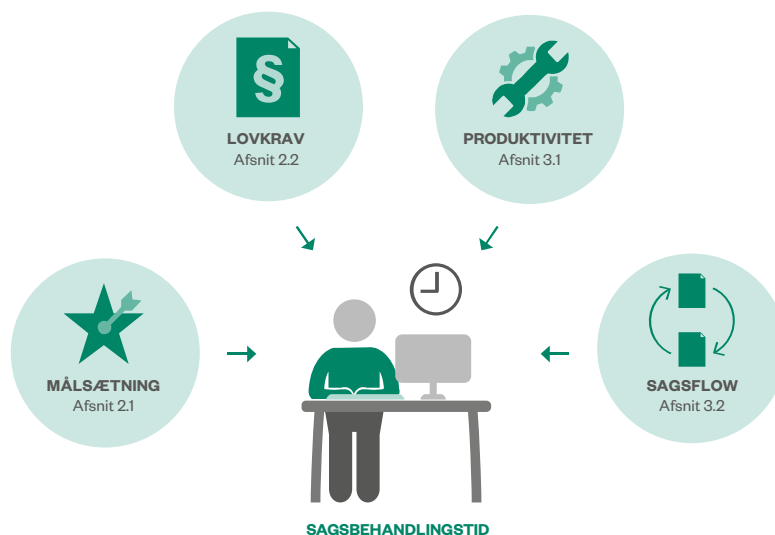 §
LOVKRAV
Afsnit 2.2
PRODUKTIVITET
Afsnit 3.1
MÅLSÆTNING
Afsnit 2.1
SAGSFLOW
Afsnit 3.2
SAGSBEHANDLINGSTID